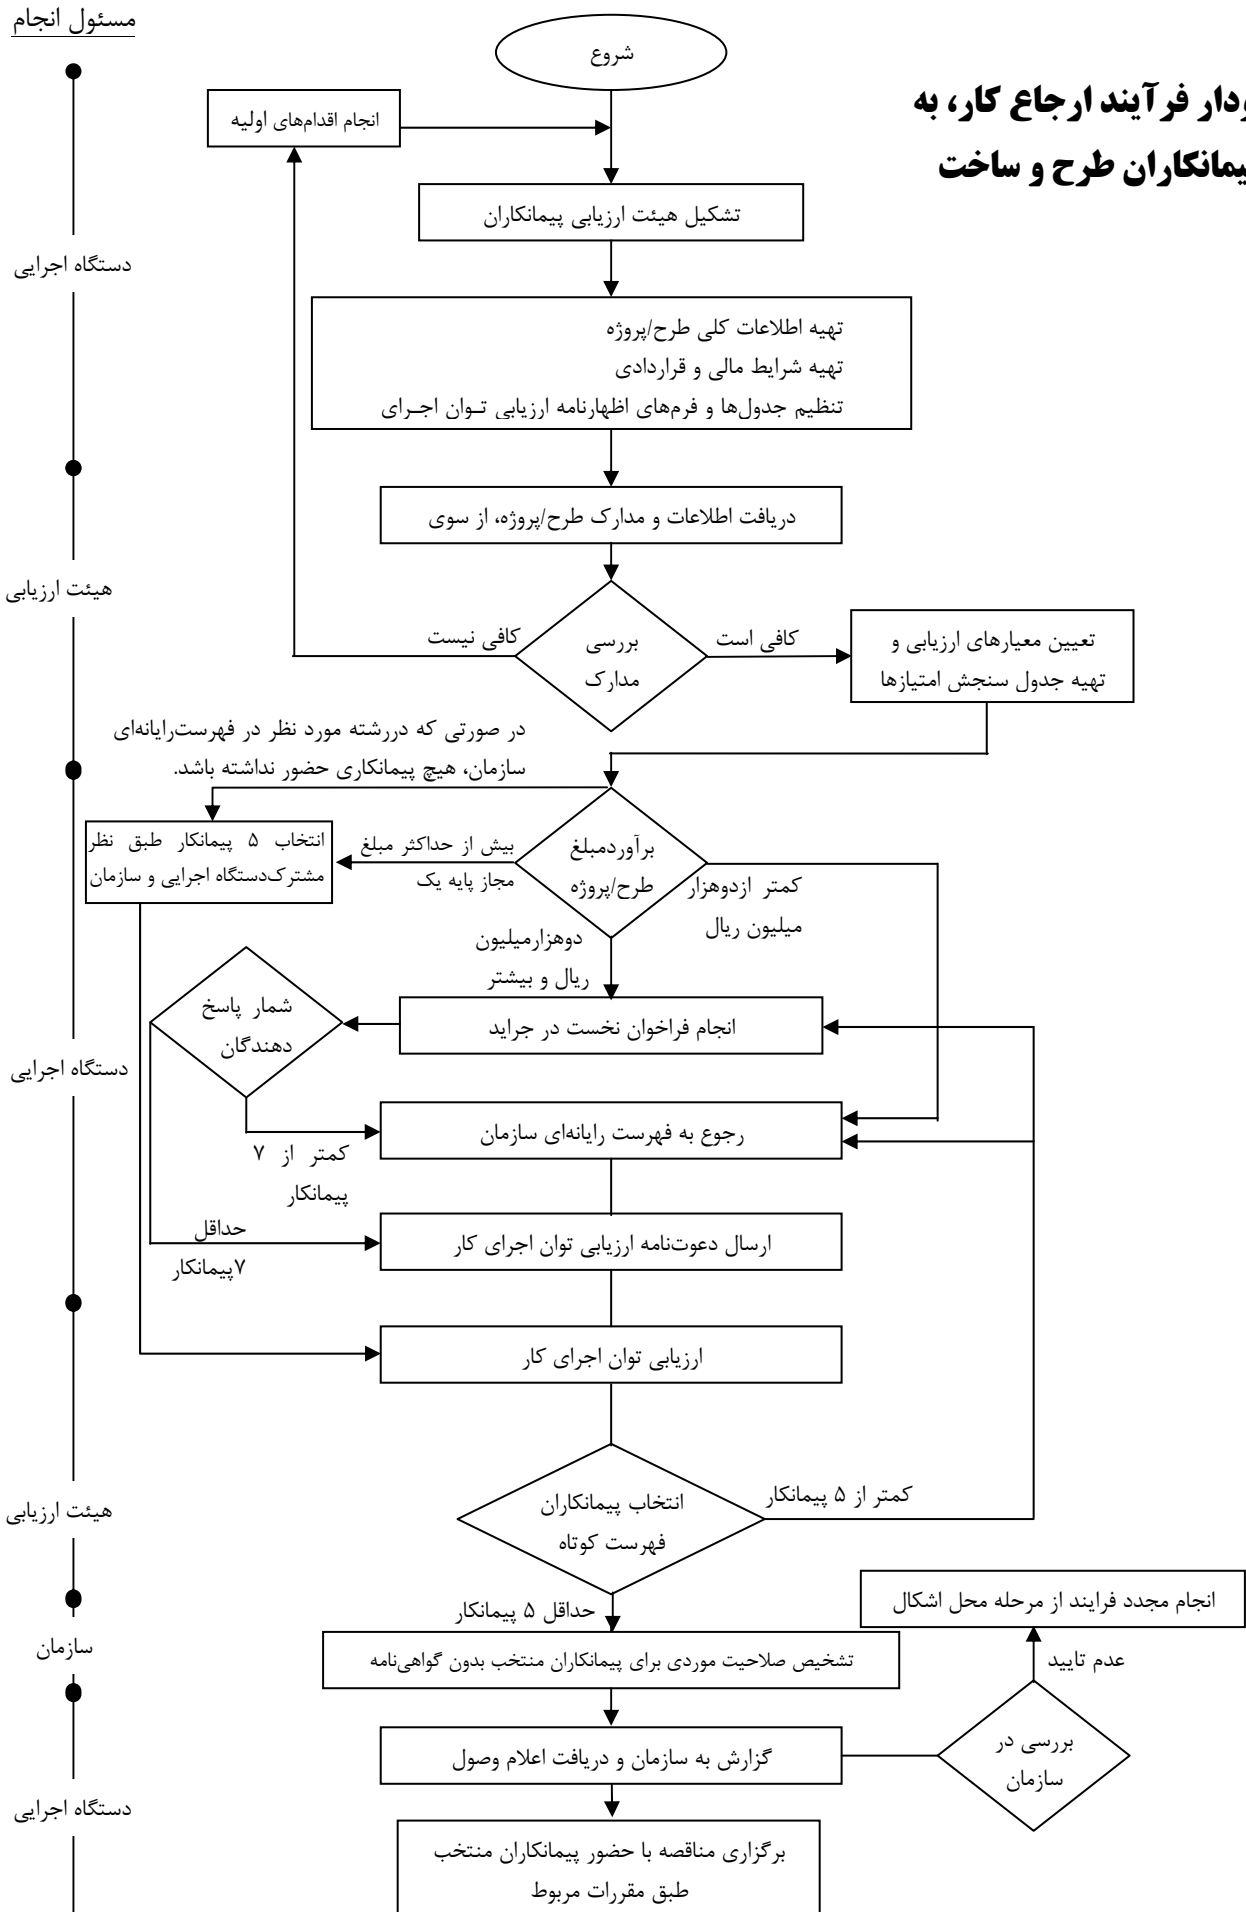 مسئول انجام
شروع
ودار فرآیند ارجاع کار، به
یمانکاران طرح و ساخت
انجام اقدام‌های اولیه
تشکیل هیئت ارزیابی پیمانکاران
دستگاه اجرایی
تهیه اطلاعات کلی طرح/پروژه
تهیه شرایط مالی و قراردادی
تنظیم جدول‌ها و فرم‌های اظهارنامه ارزیابی تـوان اجـرای
دریافت اطلاعات و مدارک طرح/پروژه، از سوی
هیئت ارزیابی
بررسی
مدارک
کافی نیست
کافی است
تعیین معیارهای ارزیابی و
تهیه جدول سنجش امتیازها
در صورتی که دررشته مورد نظر در فهرست‌رایانه‌ای
سازمان، هیچ پیمانکاری حضور نداشته باشد.
برآوردمبلغ
طرح/پروژه
بیش از حداکثر مبلغ
مجاز پایه یک
انتخاب ۵ پیمانکار طبق نظر
مشترک‌دستگاه اجرایی و سازمان
کمتر ازدوهزار
میلیون ریال
دوهزارمیلیون
ریال و بیشتر
انجام فراخوان نخست در جراید
شمار پاسخ
دهندگان
دستگاه اجرایی
رجوع به فهرست رایانه‌ای سازمان
کمتر از ۷
پیمانکار
ارسال دعوت‌نامه ارزیابی توان اجرای کار
حداقل
۷پیمانکار
ارزیابی توان اجرای کار
هیئت ارزیابی
انتخاب پیمانکاران
فهرست کوتاه
کمتر از ۵ پیمانکار
حداقل ۵ پیمانکار
انجام مجدد فرایند از مرحله محل اشکال
سازمان
تشخیص صلاحیت موردی برای پیمانکاران منتخب بدون گواهی‌نامه
عدم تایید
گزارش به سازمان و دریافت اعلام وصول
بررسی در
سازمان
دستگاه اجرایی
برگزاری مناقصه با حضور پیمانکاران منتخب
طبق مقررات مربوط